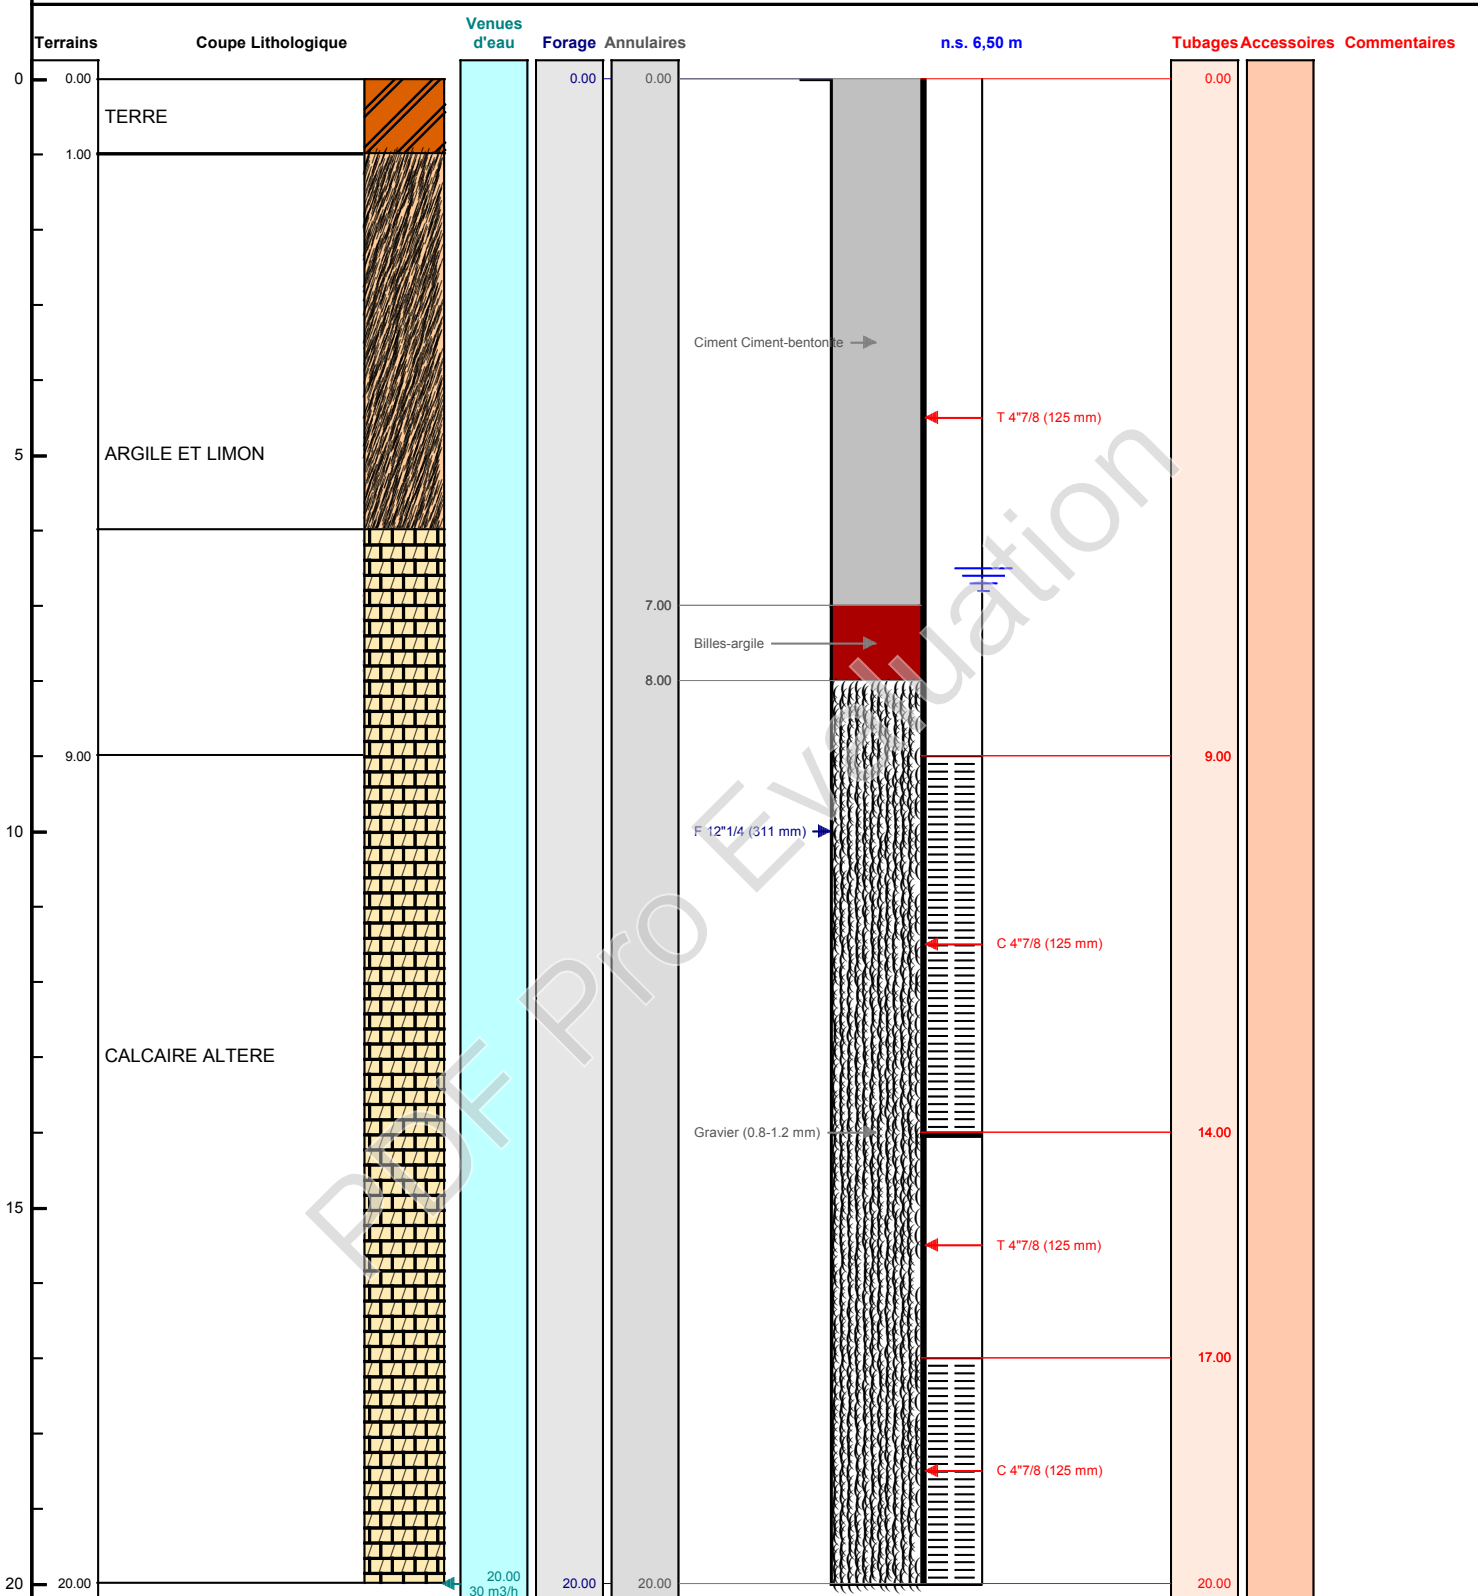 Terrains Coupe Lithologique Venues d'eau Forage Annulaires n.s. 6,50 m Tubages Accessoires Commentaires
0 0.00 0.00 0.00 0.00
TERRE
1.00
Ciment Ciment-bentonite
T 4"7/8 (125 mm)
5 ARGILE ET LIMON
7.00
Billes-argile
8.00
9.00 9.00
10 F 12"1/4 (311 mm)
C 4"7/8 (125 mm)
CALCAIRE ALTERE
Gravier (0.8-1.2 mm) 14.00
15
T 4"7/8 (125 mm)
17.00
C 4"7/8 (125 mm)
20 20.00 20.00 20.00 20.00 20.00
30 m3/h
PDF Pro Evaluation